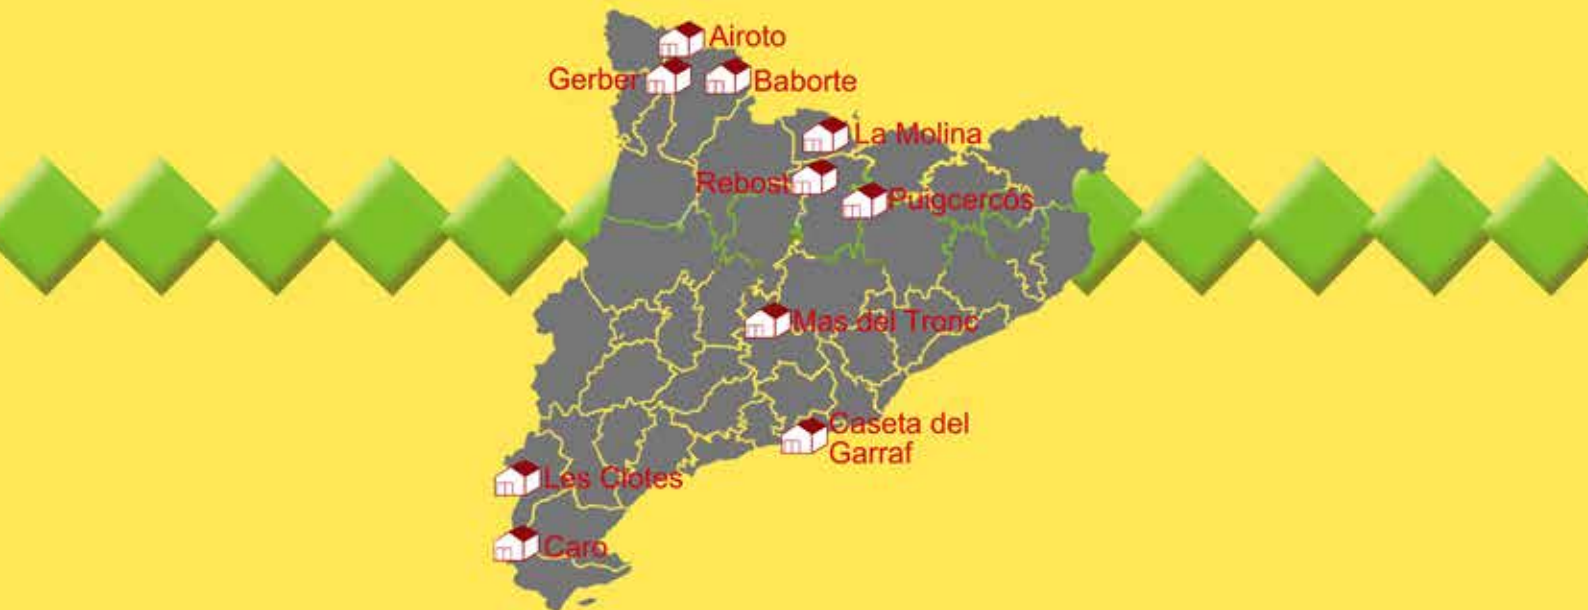 Airoto
Gerber
Baborte
La Molina
Rebost
Puigcercós
Mas del Tronc
Caseta del
Garraf
Les Clotes
Caro